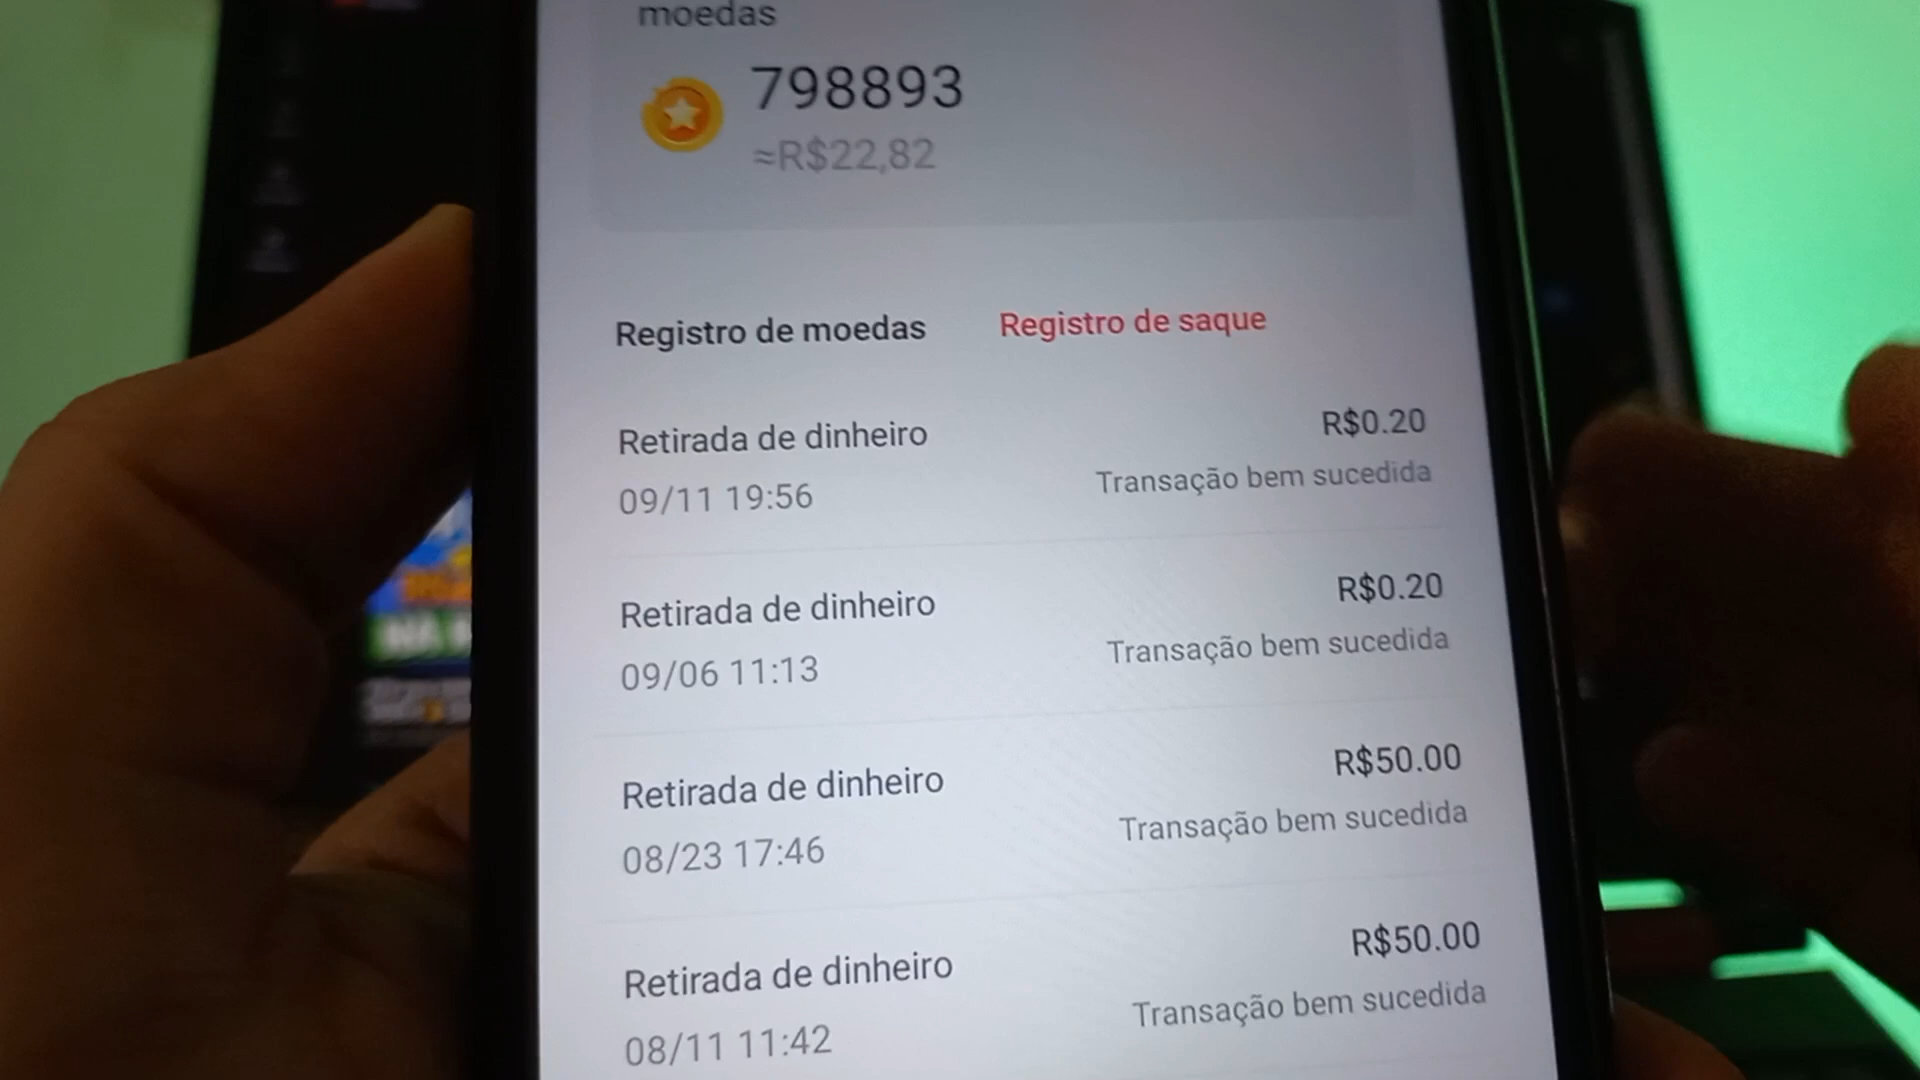 moedas
798893
≈R$22,82
Registro de moedas
Registro de saque
Retirada de dinheiro
R$0.20
09/11 19:56
Transação bem sucedida
Retirada de dinheiro
R$0.20
09/06 11:13
Transação bem sucedida
Retirada de dinheiro
R$50.00
08/23 17:46
Transação bem sucedida
Retirada de dinheiro
R$50.00
08/11 11:42
Transação bem sucedida